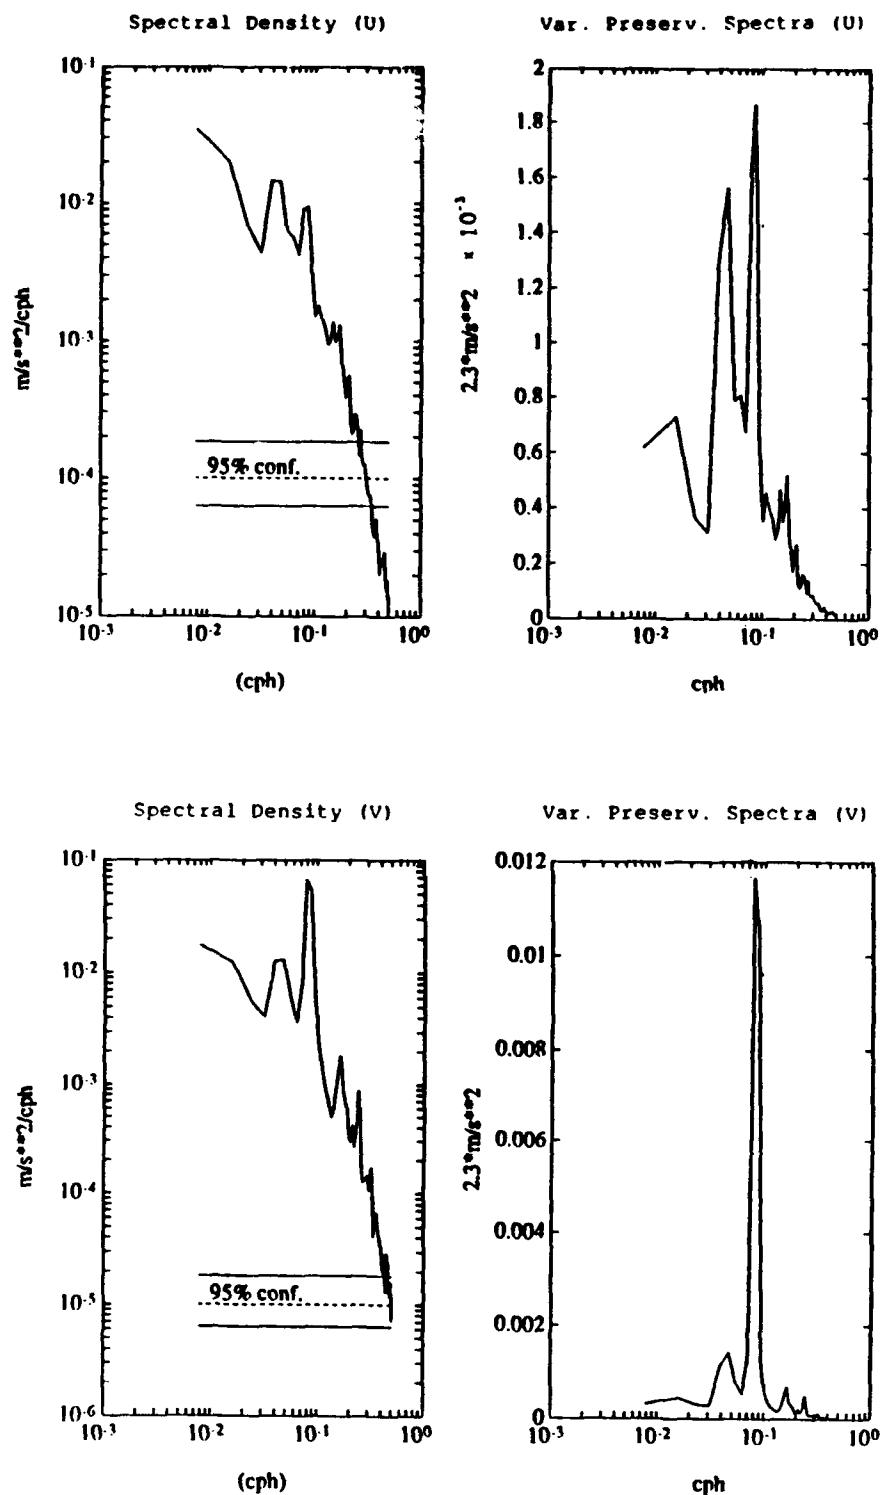 Spectral Density (U)
10⁻¹
10⁻²
10⁻³
10⁻⁴
10⁻⁵
m/s**2/cph
95% conf.
10⁻³ 10⁻² 10⁻¹ 10⁰
(cph)
Var. Preserv. Spectra (U)
2
1.8
1.6
1.4
1.2
1
0.8
0.6
0.4
0.2
0
2.3*m/s**2 × 10⁻³
10⁻³ 10⁻² 10⁻¹ 10⁰
cph
Spectral Density (V)
10⁻¹
10⁻²
10⁻³
10⁻⁴
10⁻⁵
10⁻⁶
m/s**2/cph
95% conf.
10⁻³ 10⁻² 10⁻¹ 10⁰
(cph)
Var. Preserv. Spectra (V)
0.012
0.01
0.008
0.006
0.004
0.002
0
2.3*m/s**2
10⁻³ 10⁻² 10⁻¹ 10⁰
cph